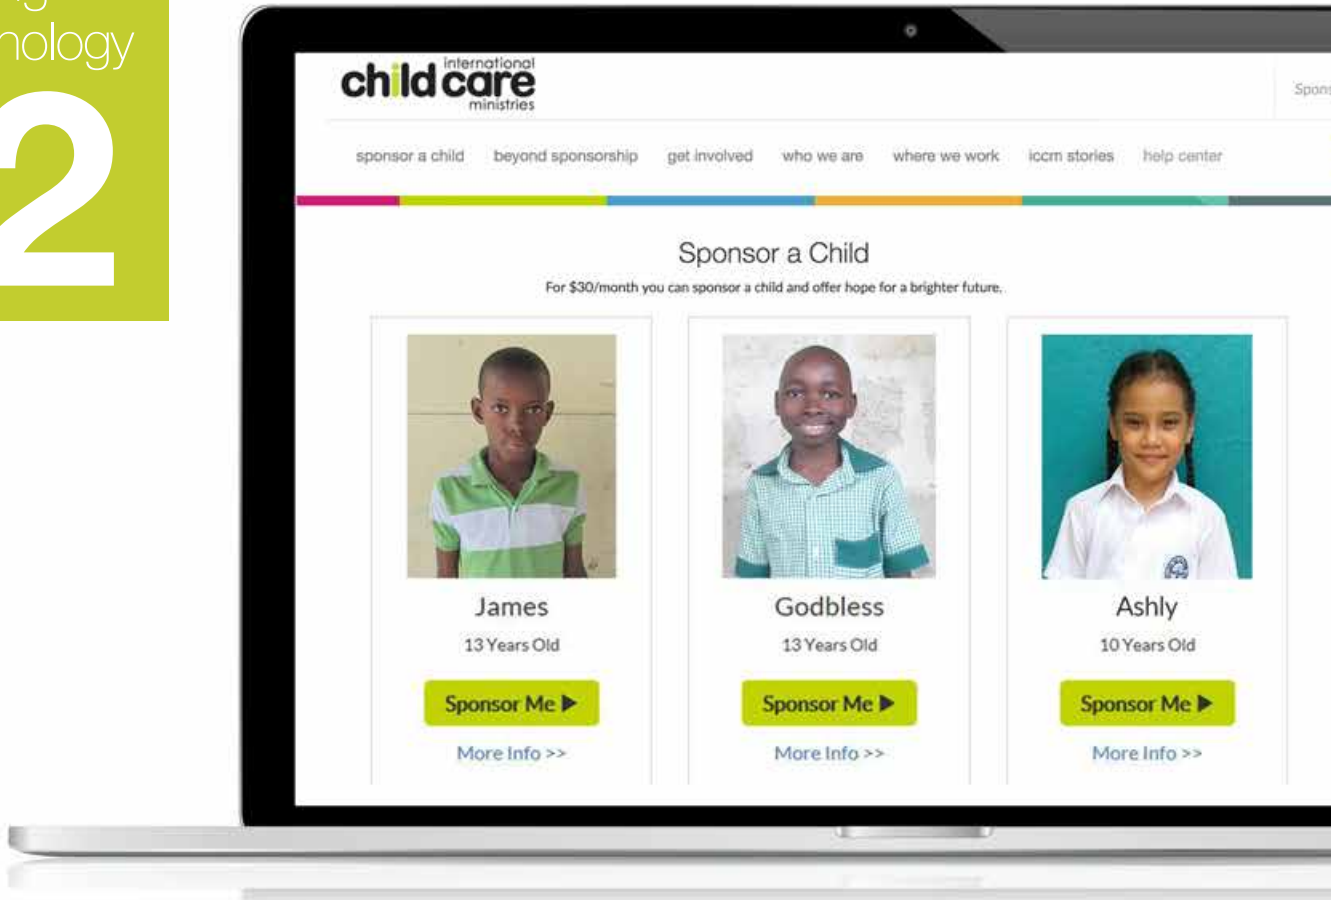 nology
2
international
child care
ministries
Spons
sponsor a child beyond sponsorship get involved who we are where we work iccm stories help center
Sponsor a Child
For $30/month you can sponsor a child and offer hope for a brighter future.
James Godbless Ashly
13 Years Old 13 Years Old 10 Years Old
Sponsor Me ▶ Sponsor Me ▶ Sponsor Me ▶
More Info >> More Info >> More Info >>